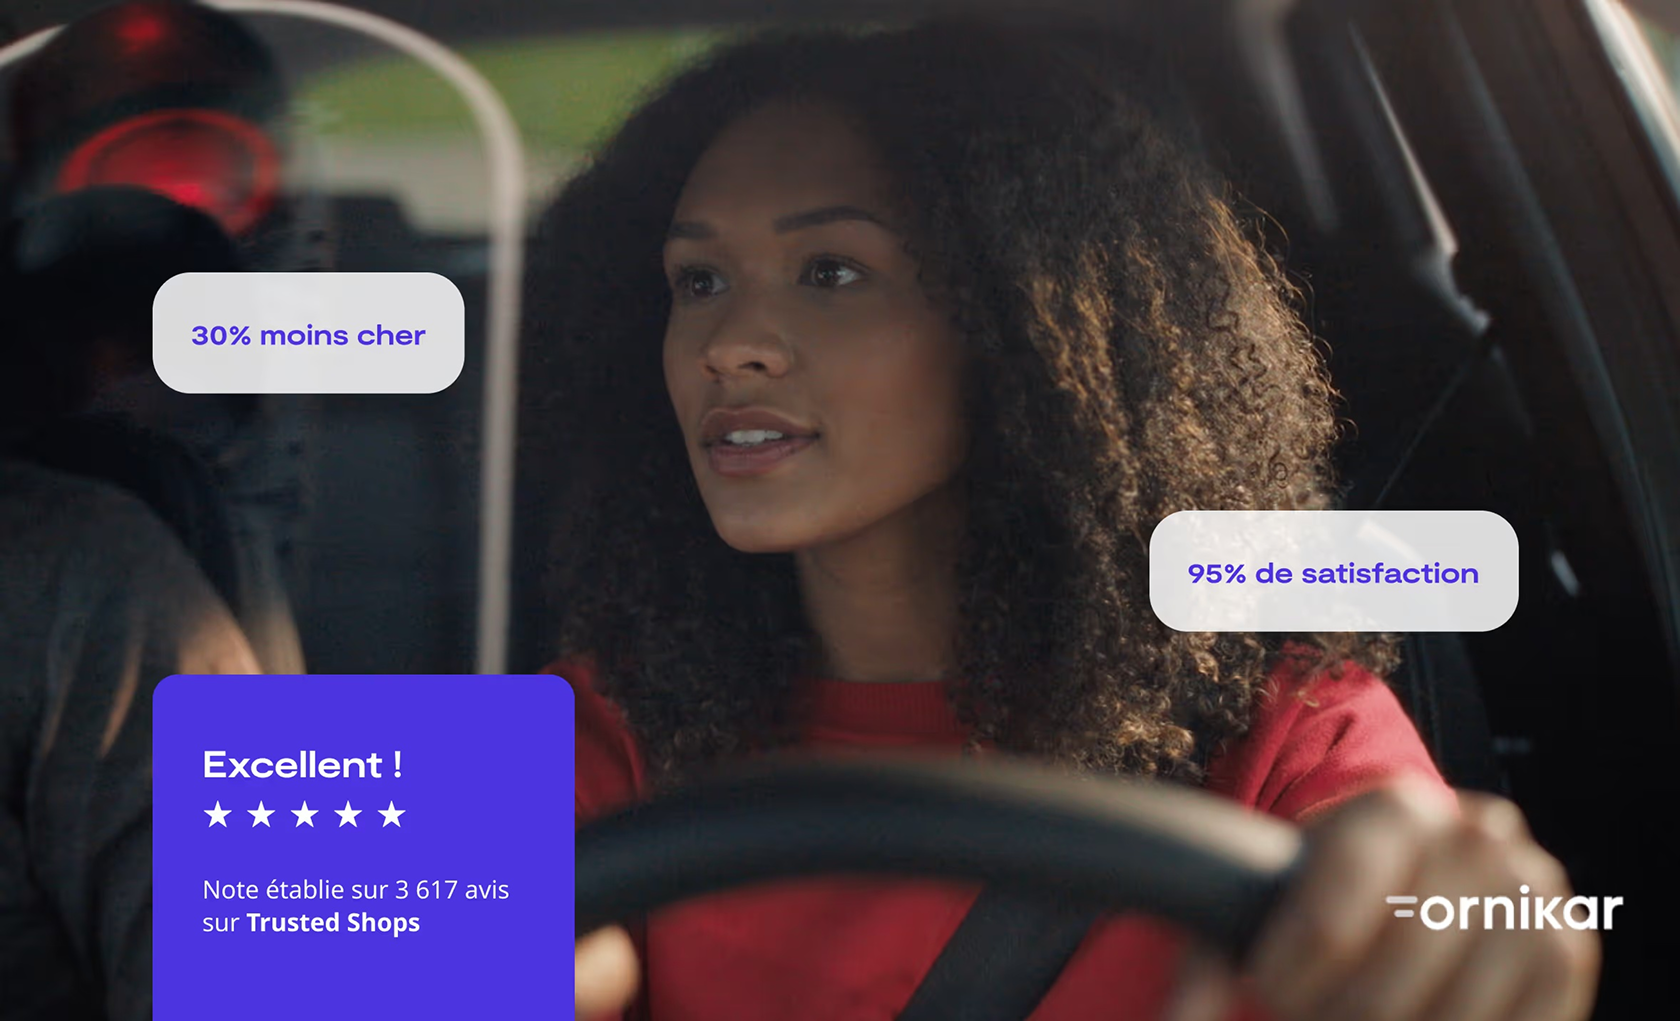 30% moins cher
95% de satisfaction
Excellent !
★ ★ ★ ★ ★
Note établie sur 3 617 avis
sur Trusted Shops
ornikar